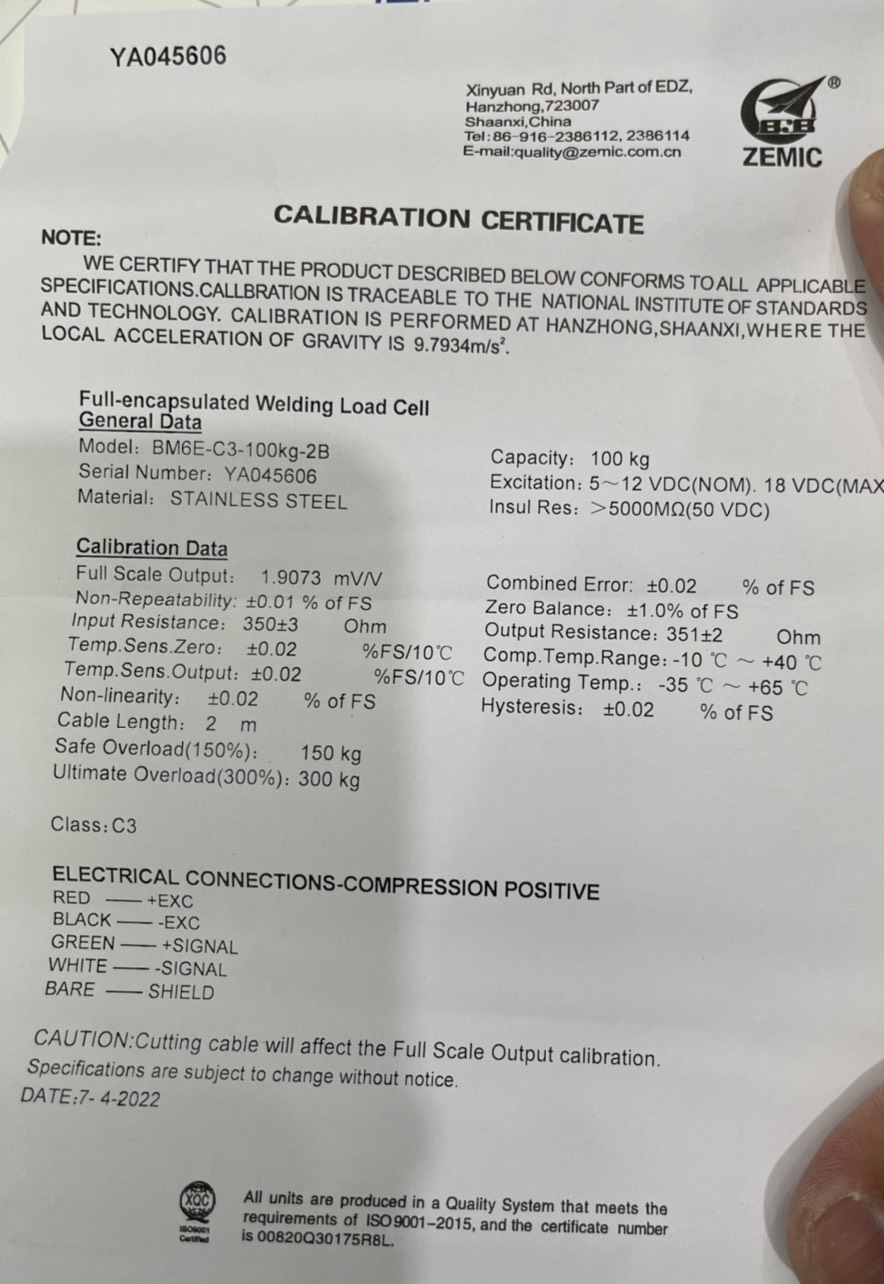 YA045606
Xinyuan Rd, North Part of EDZ,
Hanzhong,723007
Shaanxi,China
Tel:86-916-2386112, 2386114
E-mail:quality@zemic.com.cn
®
ZEMIC
CALIBRATION CERTIFICATE
NOTE:
WE CERTIFY THAT THE PRODUCT DESCRIBED BELOW CONFORMS TO ALL APPLICABLE
SPECIFICATIONS.CALLBRATION IS TRACEABLE TO THE NATIONAL INSTITUTE OF STANDARDS
AND TECHNOLOGY. CALIBRATION IS PERFORMED AT HANZHONG,SHAANXI,WHERE THE
LOCAL ACCELERATION OF GRAVITY IS 9.7934m/s².
Full-encapsulated Welding Load Cell
General Data
Model: BM6E-C3-100kg-2B
Serial Number: YA045606
Material: STAINLESS STEEL
Capacity: 100 kg
Excitation: 5~12 VDC(NOM). 18 VDC(MAX
Insul Res: >5000MΩ(50 VDC)
Calibration Data
Full Scale Output: 1.9073 mV/V
Non-Repeatability: ±0.01 % of FS
Input Resistance: 350±3 Ohm
Temp.Sens.Zero: ±0.02 %FS/10℃
Temp.Sens.Output: ±0.02 %FS/10℃
Non-linearity: ±0.02 % of FS
Cable Length: 2 m
Safe Overload(150%): 150 kg
Ultimate Overload(300%): 300 kg
Combined Error: ±0.02 % of FS
Zero Balance: ±1.0% of FS
Output Resistance: 351±2 Ohm
Comp.Temp.Range: -10 ℃ ~ +40 ℃
Operating Temp.: -35 ℃ ~ +65 ℃
Hysteresis: ±0.02 % of FS
Class: C3
ELECTRICAL CONNECTIONS-COMPRESSION POSITIVE
RED —— +EXC
BLACK —— -EXC
GREEN —— +SIGNAL
WHITE —— -SIGNAL
BARE —— SHIELD
CAUTION:Cutting cable will affect the Full Scale Output calibration.
Specifications are subject to change without notice.
DATE:7- 4-2022
XQC
ISO9001
Certified
All units are produced in a Quality System that meets the
requirements of ISO9001-2015, and the certificate number
is 00820Q30175R8L.